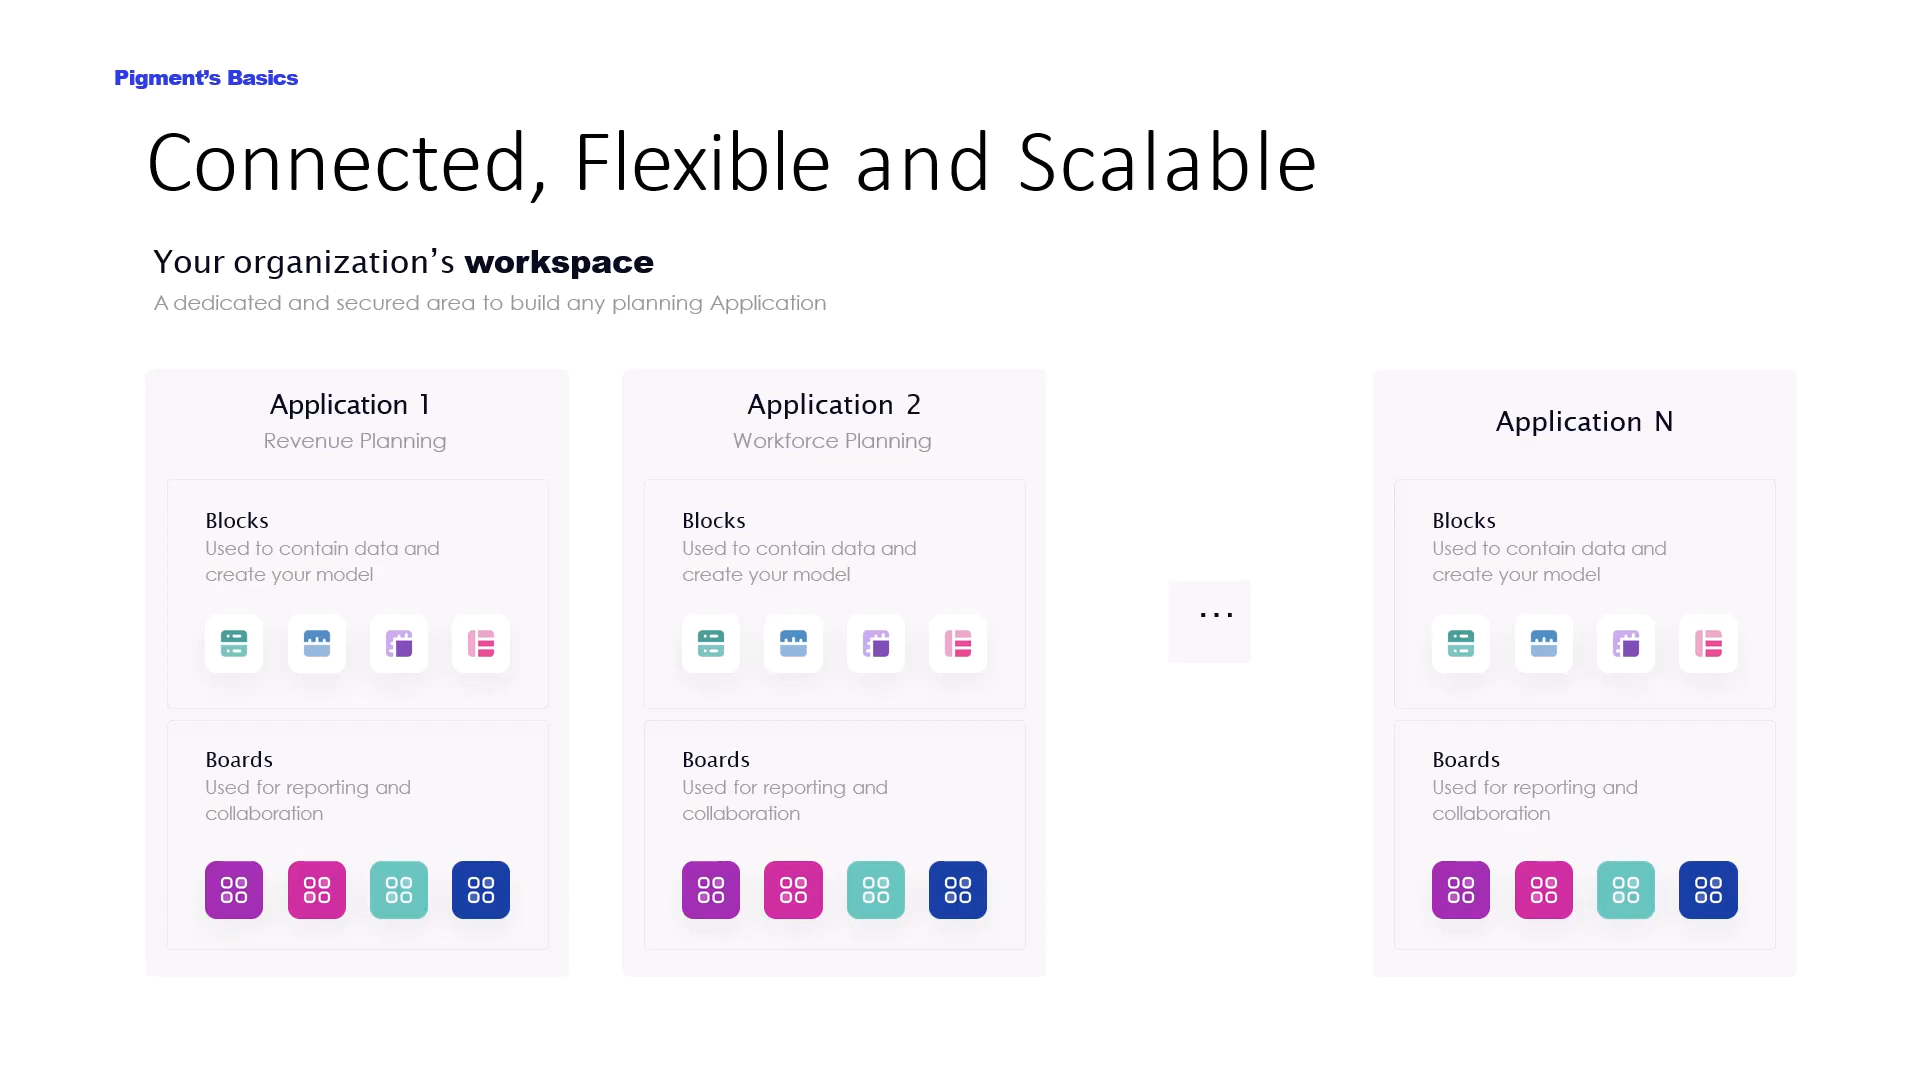 Pigment’s Basics
Connected, Flexible and Scalable
Your organization’s workspace
A dedicated and secured area to build any planning Application
Application 1
Revenue Planning
Blocks
Used to contain data and
create your model
Boards
Used for reporting and
collaboration
Application 2
Workforce Planning
Blocks
Used to contain data and
create your model
Boards
Used for reporting and
collaboration
...
Application N
Blocks
Used to contain data and
create your model
Boards
Used for reporting and
collaboration